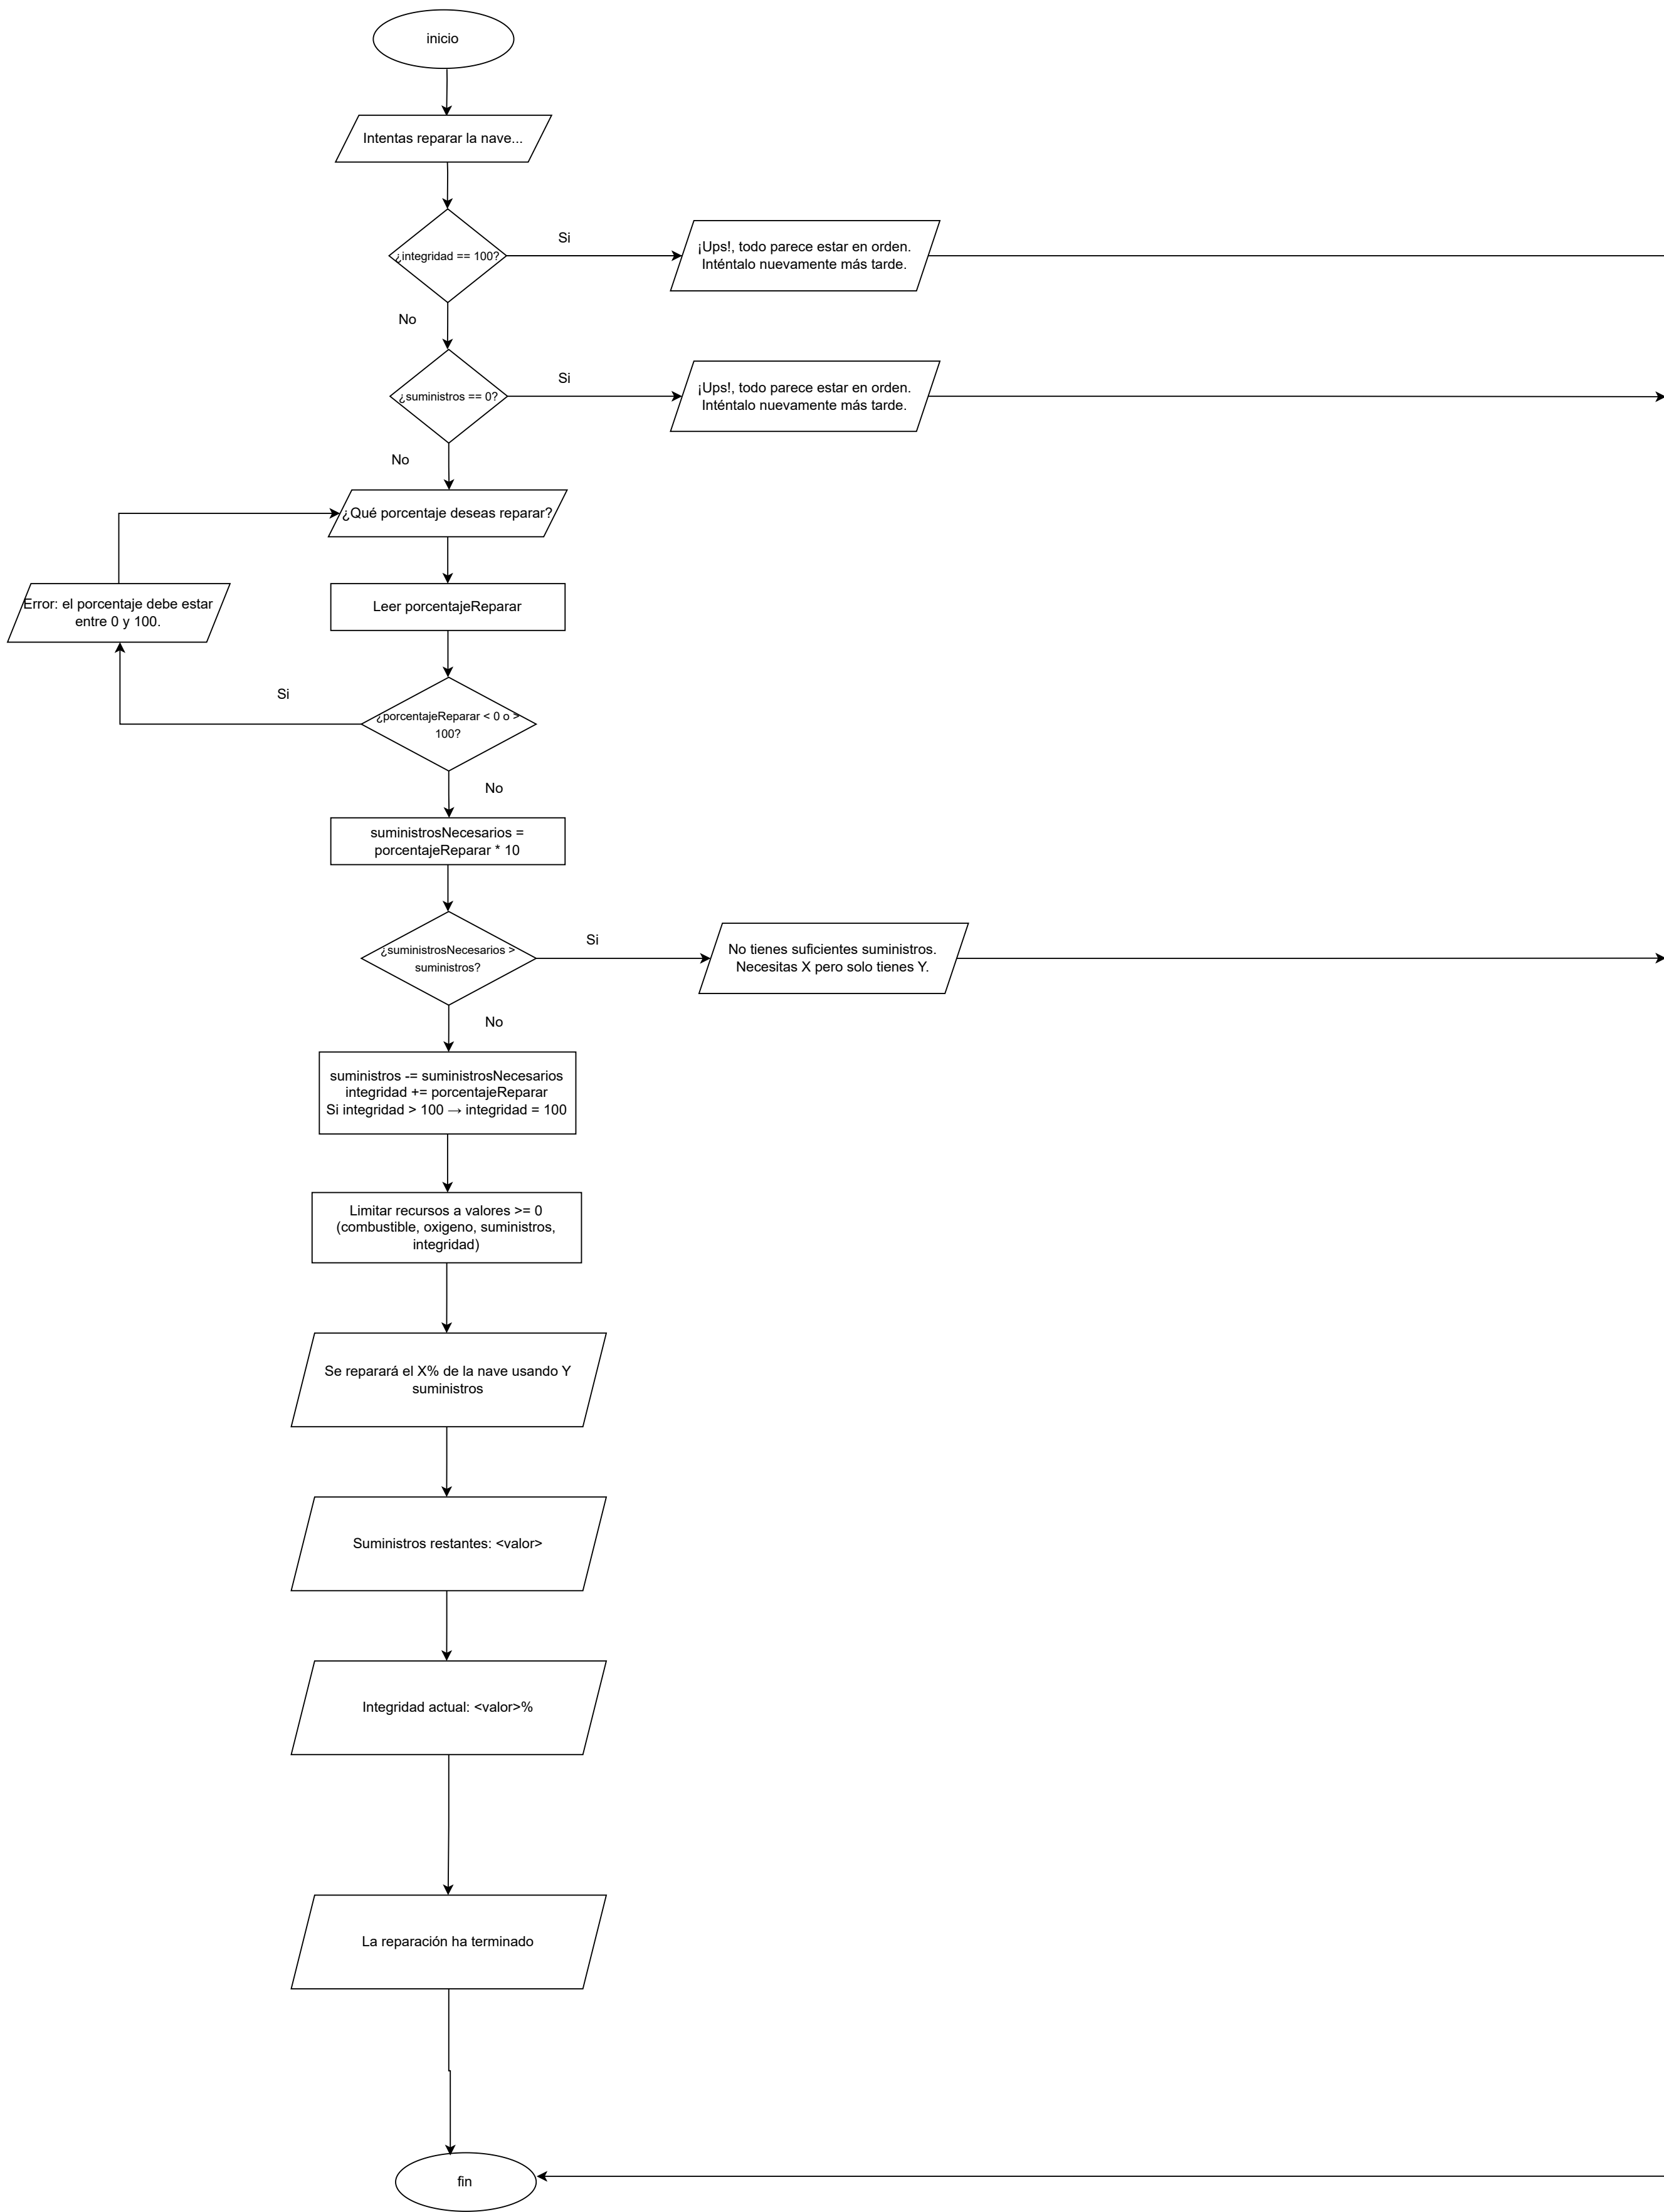 inicio
Intentas reparar la nave...
¿integridad == 100?
Si
¡Ups!, todo parece estar en orden.
Inténtalo nuevamente más tarde.
No
¿suministros == 0?
Si
¡Ups!, todo parece estar en orden.
Inténtalo nuevamente más tarde.
No
¿Qué porcentaje deseas reparar?
Leer porcentajeReparar
Error: el porcentaje debe estar
entre 0 y 100.
Si
¿porcentajeReparar < 0 o >
100?
No
suministrosNecesarios =
porcentajeReparar * 10
¿suministrosNecesarios >
suministros?
Si
No tienes suficientes suministros.
Necesitas X pero solo tienes Y.
No
suministros -= suministrosNecesarios
integridad += porcentajeReparar
Si integridad > 100 → integridad = 100
Limitar recursos a valores >= 0
(combustible, oxigeno, suministros,
integridad)
Se reparará el X% de la nave usando Y
suministros
Suministros restantes: <valor>
Integridad actual: <valor>%
La reparación ha terminado
fin